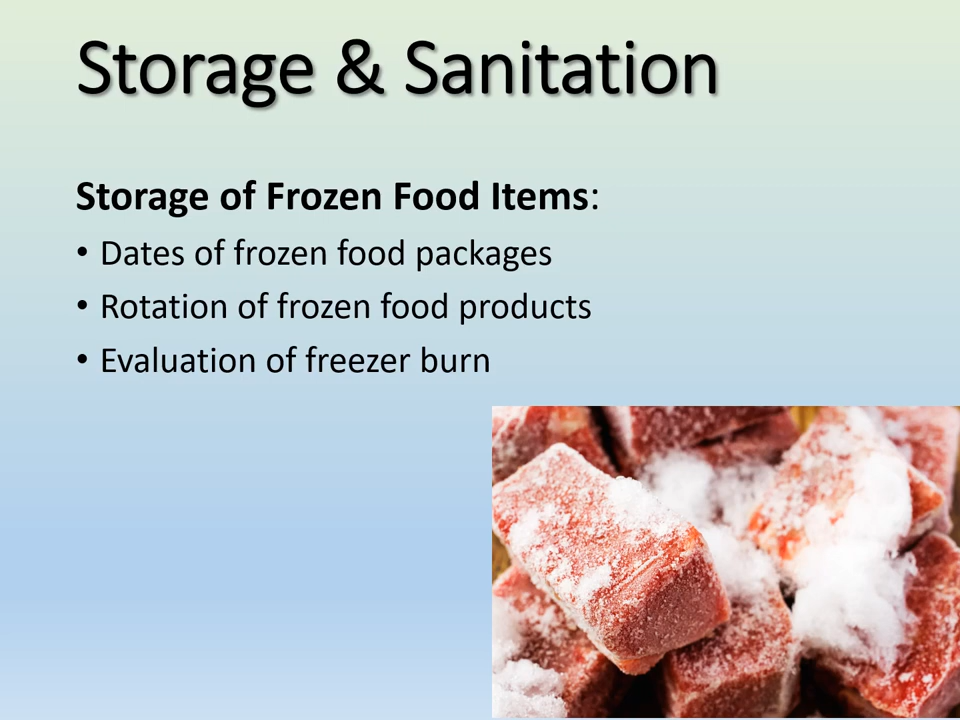 Storage & Sanitation
Storage of Frozen Food Items:
• Dates of frozen food packages
• Rotation of frozen food products
• Evaluation of freezer burn